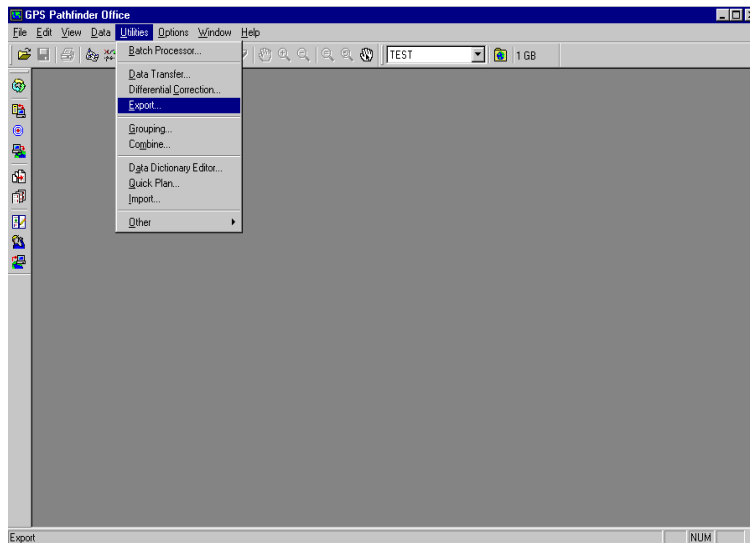 GPS Pathfinder Office
File Edit View Data Utilities Options Window Help
TEST 1 GB
Batch Processor...
Data Transfer...
Differential Correction...
Export...
Grouping...
Combine...
Data Dictionary Editor...
Quick Plan...
Import...
Other
Export NUM